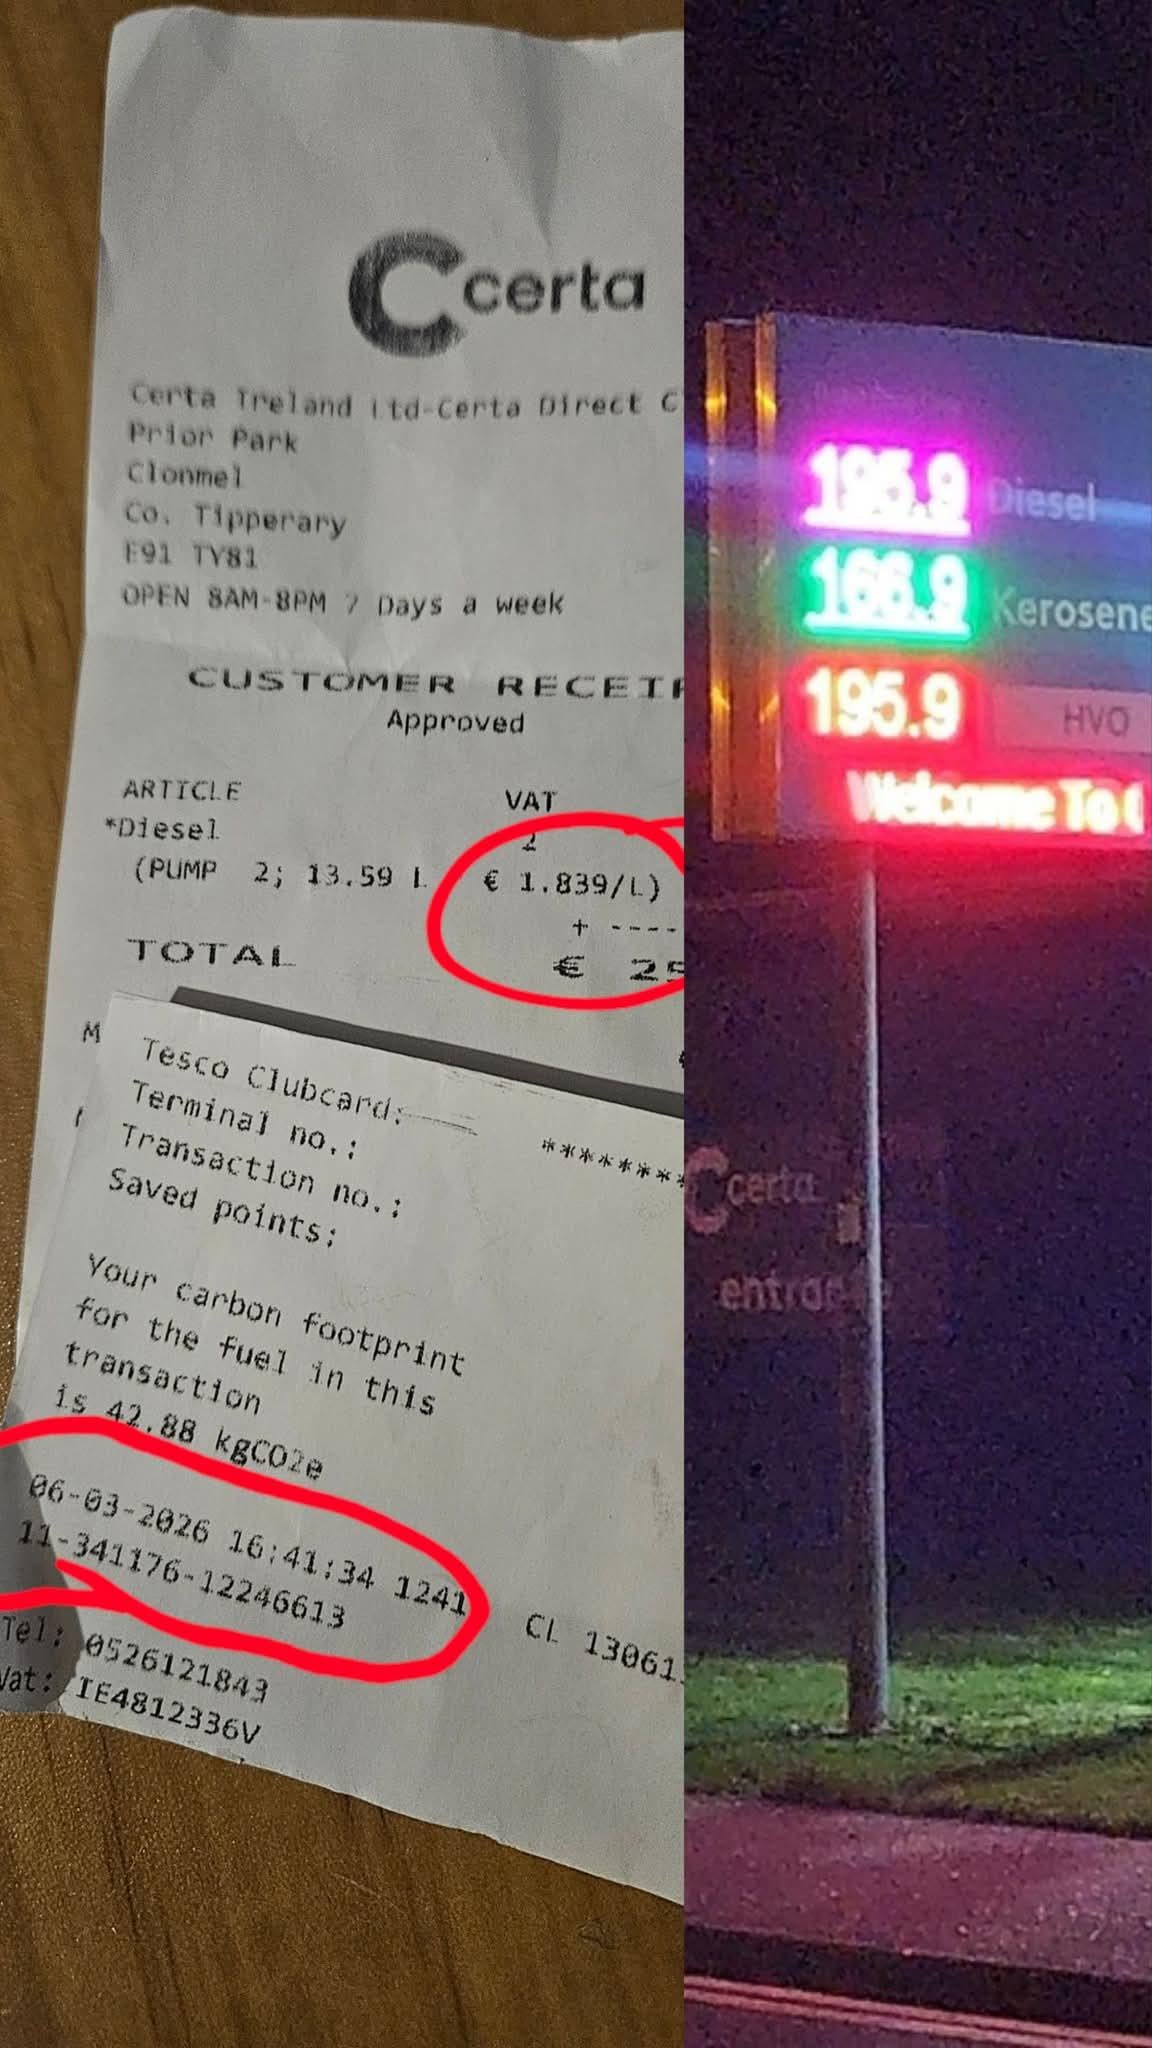 certa
Certa Ireland Ltd-Certa Direct C
Prior Park
Clonmel
Co. Tipperary
E91 TY81
OPEN 8AM-8PM 7 Days a week
CUSTOMER RECEIP
Approved
ARTICLE VAT
*Diesel 2
(PUMP 2; 13.59 L € 1.839/L)
+ ----
TOTAL € 25
M
Tesco Clubcard:
Terminal no.: ********
Transaction no.:
Saved points:
Your carbon footprint
for the fuel in this
transaction
is 42.88 kgCO2e
06-03-2026 16:41:34 1241
11-341176-12246613 CL 13061
Tel: 0526121843
Vat: IE4812336V
195.9 Diesel
166.9 Kerosene
195.9 HVO
Welcome To
certa
entrance